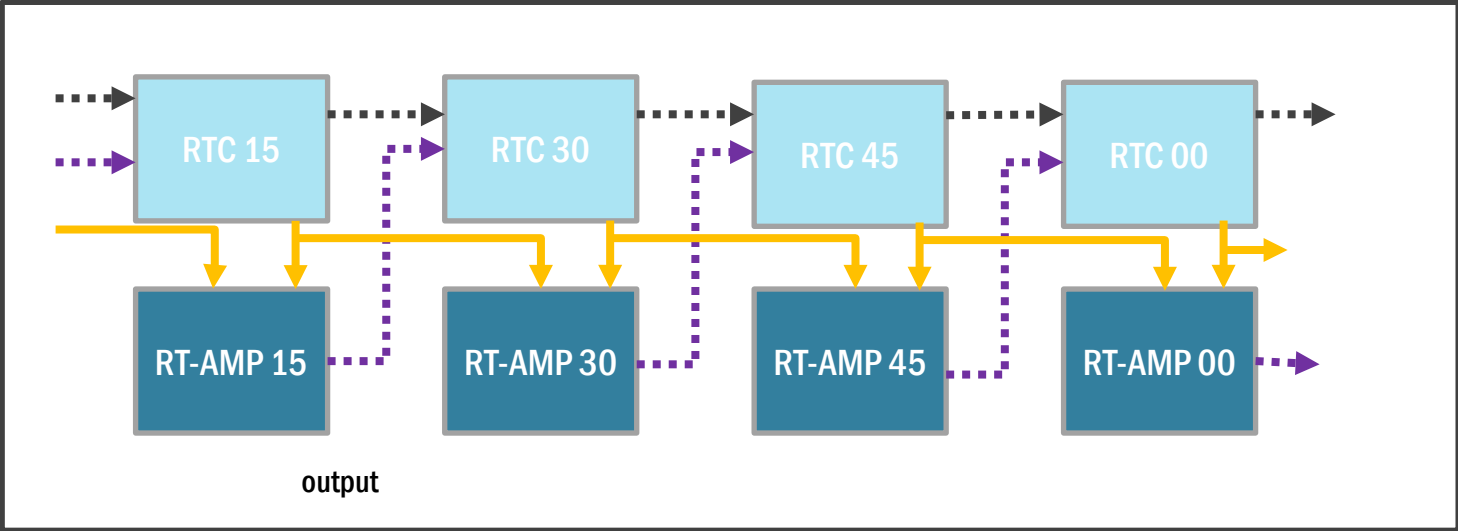 RTC 15
RTC 30
RTC 45
RTC 00
RT-AMP 15
RT-AMP 30
RT-AMP 45
RT-AMP 00
output